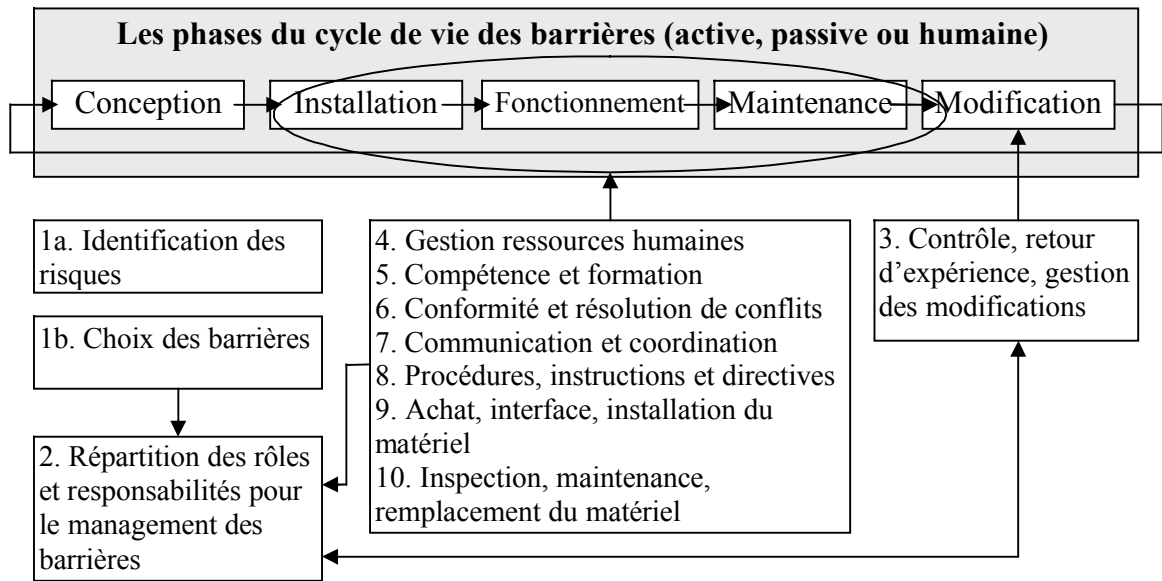 Les phases du cycle de vie des barrières (active, passive ou humaine)
Conception
Installation
Fonctionnement
Maintenance
Modification
1a. Identification des
risques
1b. Choix des barrières
2. Répartition des rôles
et responsabilités pour
le management des
barrières
4. Gestion ressources humaines
5. Compétence et formation
6. Conformité et résolution de conflits
7. Communication et coordination
8. Procédures, instructions et directives
9. Achat, interface, installation du
matériel
10. Inspection, maintenance,
remplacement du matériel
3. Contrôle, retour
d’expérience, gestion
des modifications